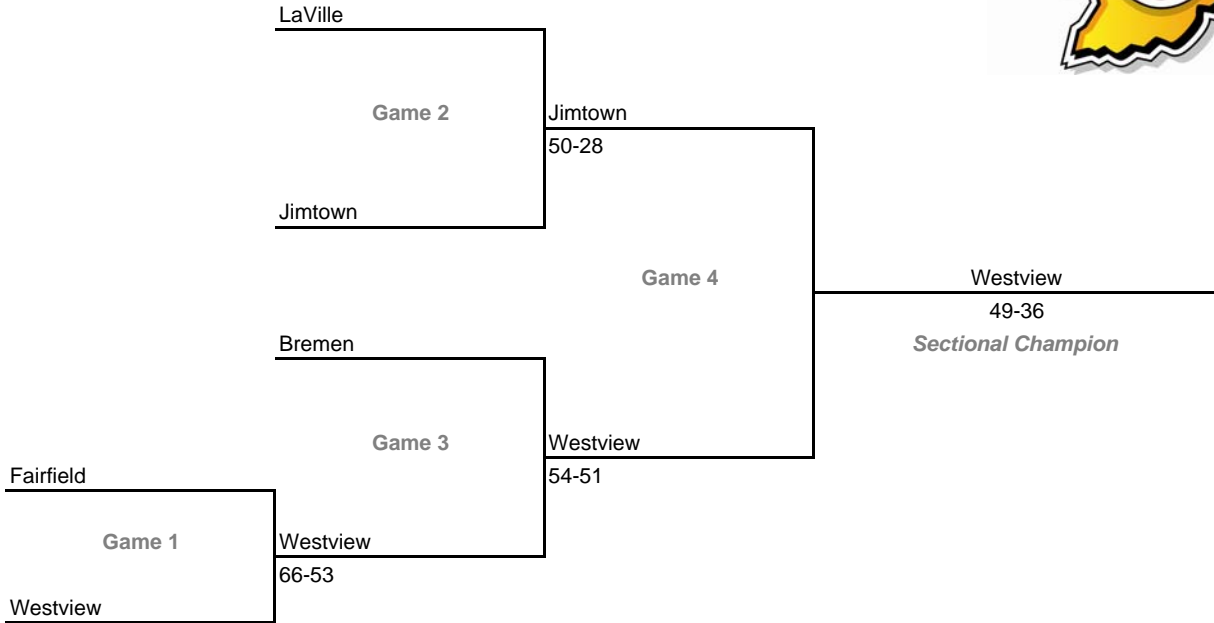 LaVille
Game 2
Jimtown
50-28
Jimtown
Game 4
Westview
49-36
Sectional Champion
Bremen
Game 3
Westview
54-51
Fairfield
Game 1
Westview
66-53
Westview